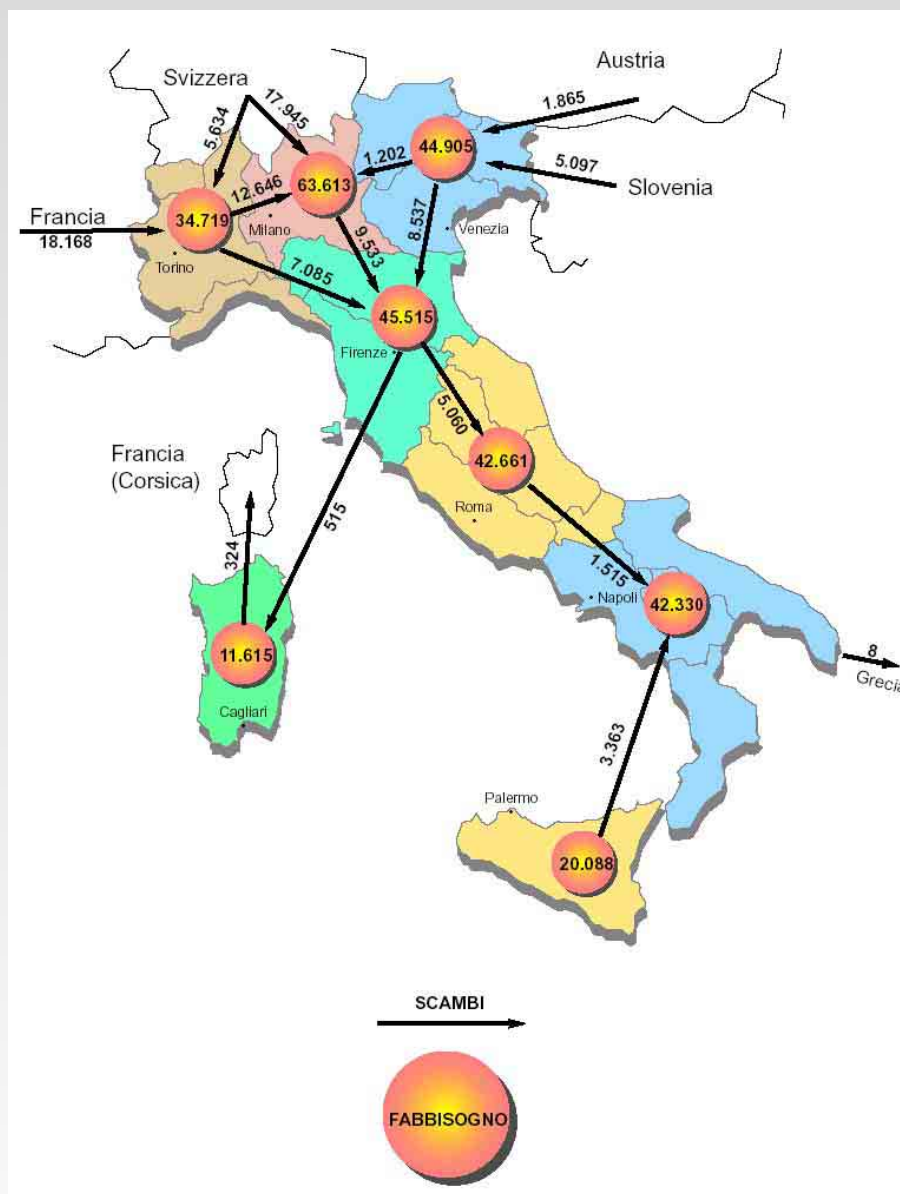 Austria
Svizzera
1.865
17.945
5.634
44.905
1.202
5.097
63.613
12.646
Slovenia
Francia
34.719
18.168
Milano
8.537
Venezia
9.533
Torino
7.085
45.515
Firenze
5.060
Francia
(Corsica)
42.661
Roma
515
324
1.515
Napoli
42.330
8
Grecia
11.615
Cagliari
3.363
Palermo
20.088
SCAMBI
FABBISOGNO